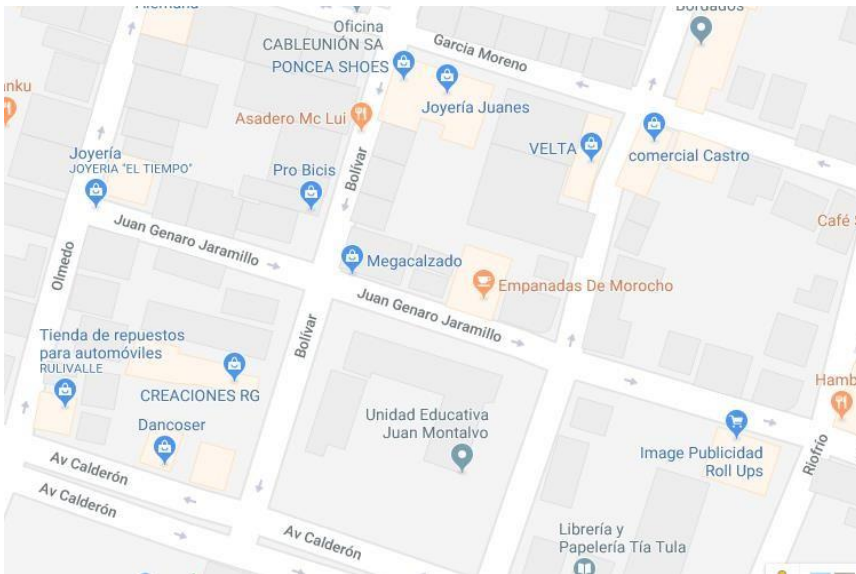 Alemana
Oficina
CABLEUNIÓN SA
PONCEA SHOES
Garcia Moreno
Bordados
anku
Asadero Mc Lui
Joyería Juanes
VELTA
comercial Castro
Joyería
JOYERIA "EL TIEMPO"
Pro Bicis
Bolívar
Café S
Juan Genaro Jaramillo
Megacalzado
Empanadas De Morocho
Olmedo
Juan Genaro Jaramillo
Bolívar
Tienda de repuestos
para automóviles
RULIVALLE
CREACIONES RG
Hamb
Dancoser
Unidad Educativa
Juan Montalvo
Image Publicidad
Roll Ups
Riofrío
Av Calderón
Av Calderón
Av Calderón
Librería y
Papelería Tía Tula